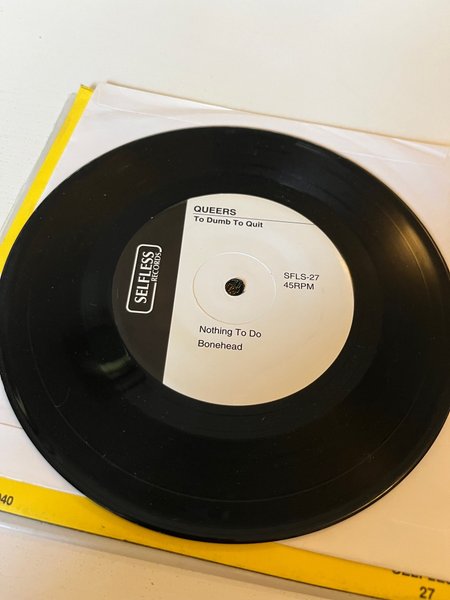 QUEERS
To Dumb To Quit
SELFLESS
RECORDS
SFLS-27
45RPM
Nothing To Do
Bonehead
27